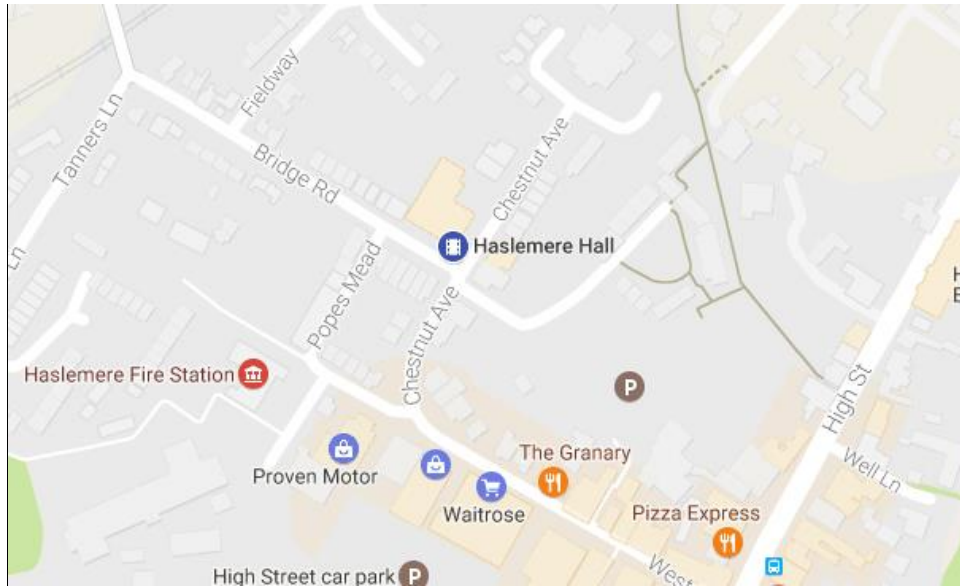 Fieldway
Tanners Ln
Bridge Rd
Chestnut Ave
Haslemere Hall
Ln
Popes Mead
H
E
Chestnut Ave
Haslemere Fire Station
P
High St
The Granary
Well Ln
Proven Motor
Waitrose
Pizza Express
West
High Street car park P